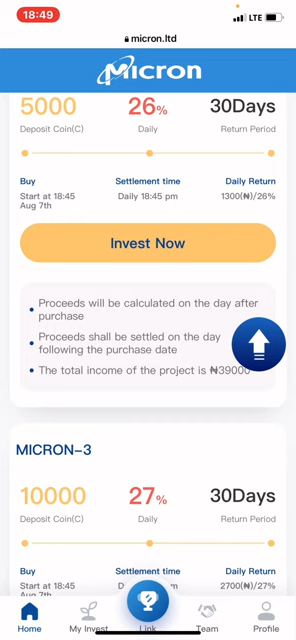 18:49
LTE
micron.ltd
Micron
5000 26% 30Days
Deposit Coin(C) Daily Return Period
Buy Settlement time Daily Return
Start at 18:45 Daily 18:45 pm 1300(₦)/26%
Aug 7th
Invest Now
Proceeds will be calculated on the day after
purchase
Proceeds shall be settled on the day
following the purchase date
The total income of the project is ₦39000
MICRON-3
10000 27% 30Days
Deposit Coin(C) Daily Return Period
Buy Settlement time Daily Return
Start at 18:45 pm 2700(₦)/27%
Aug 7th
Home My Invest Link Team Profile